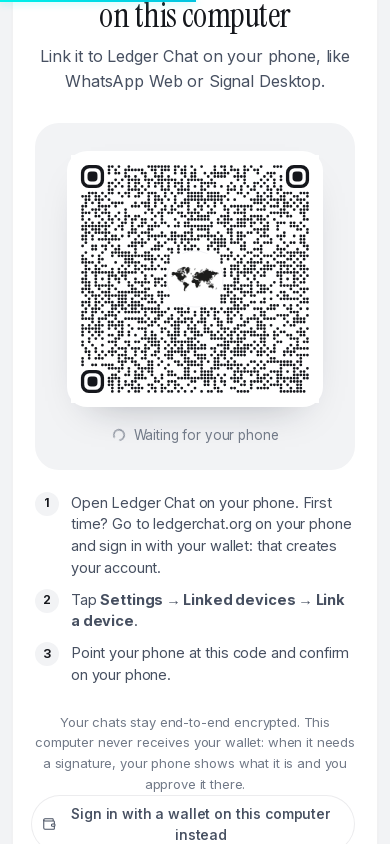 on this computer
Link it to Ledger Chat on your phone, like
WhatsApp Web or Signal Desktop.
Waiting for your phone
1
Open Ledger Chat on your phone. First
time? Go to ledgerchat.org on your phone
and sign in with your wallet: that creates
your account.
2
Tap Settings → Linked devices → Link
a device.
3
Point your phone at this code and confirm
on your phone.
Your chats stay end-to-end encrypted. This
computer never receives your wallet: when it needs
a signature, your phone shows what it is and you
approve it there.
Sign in with a wallet on this computer
instead